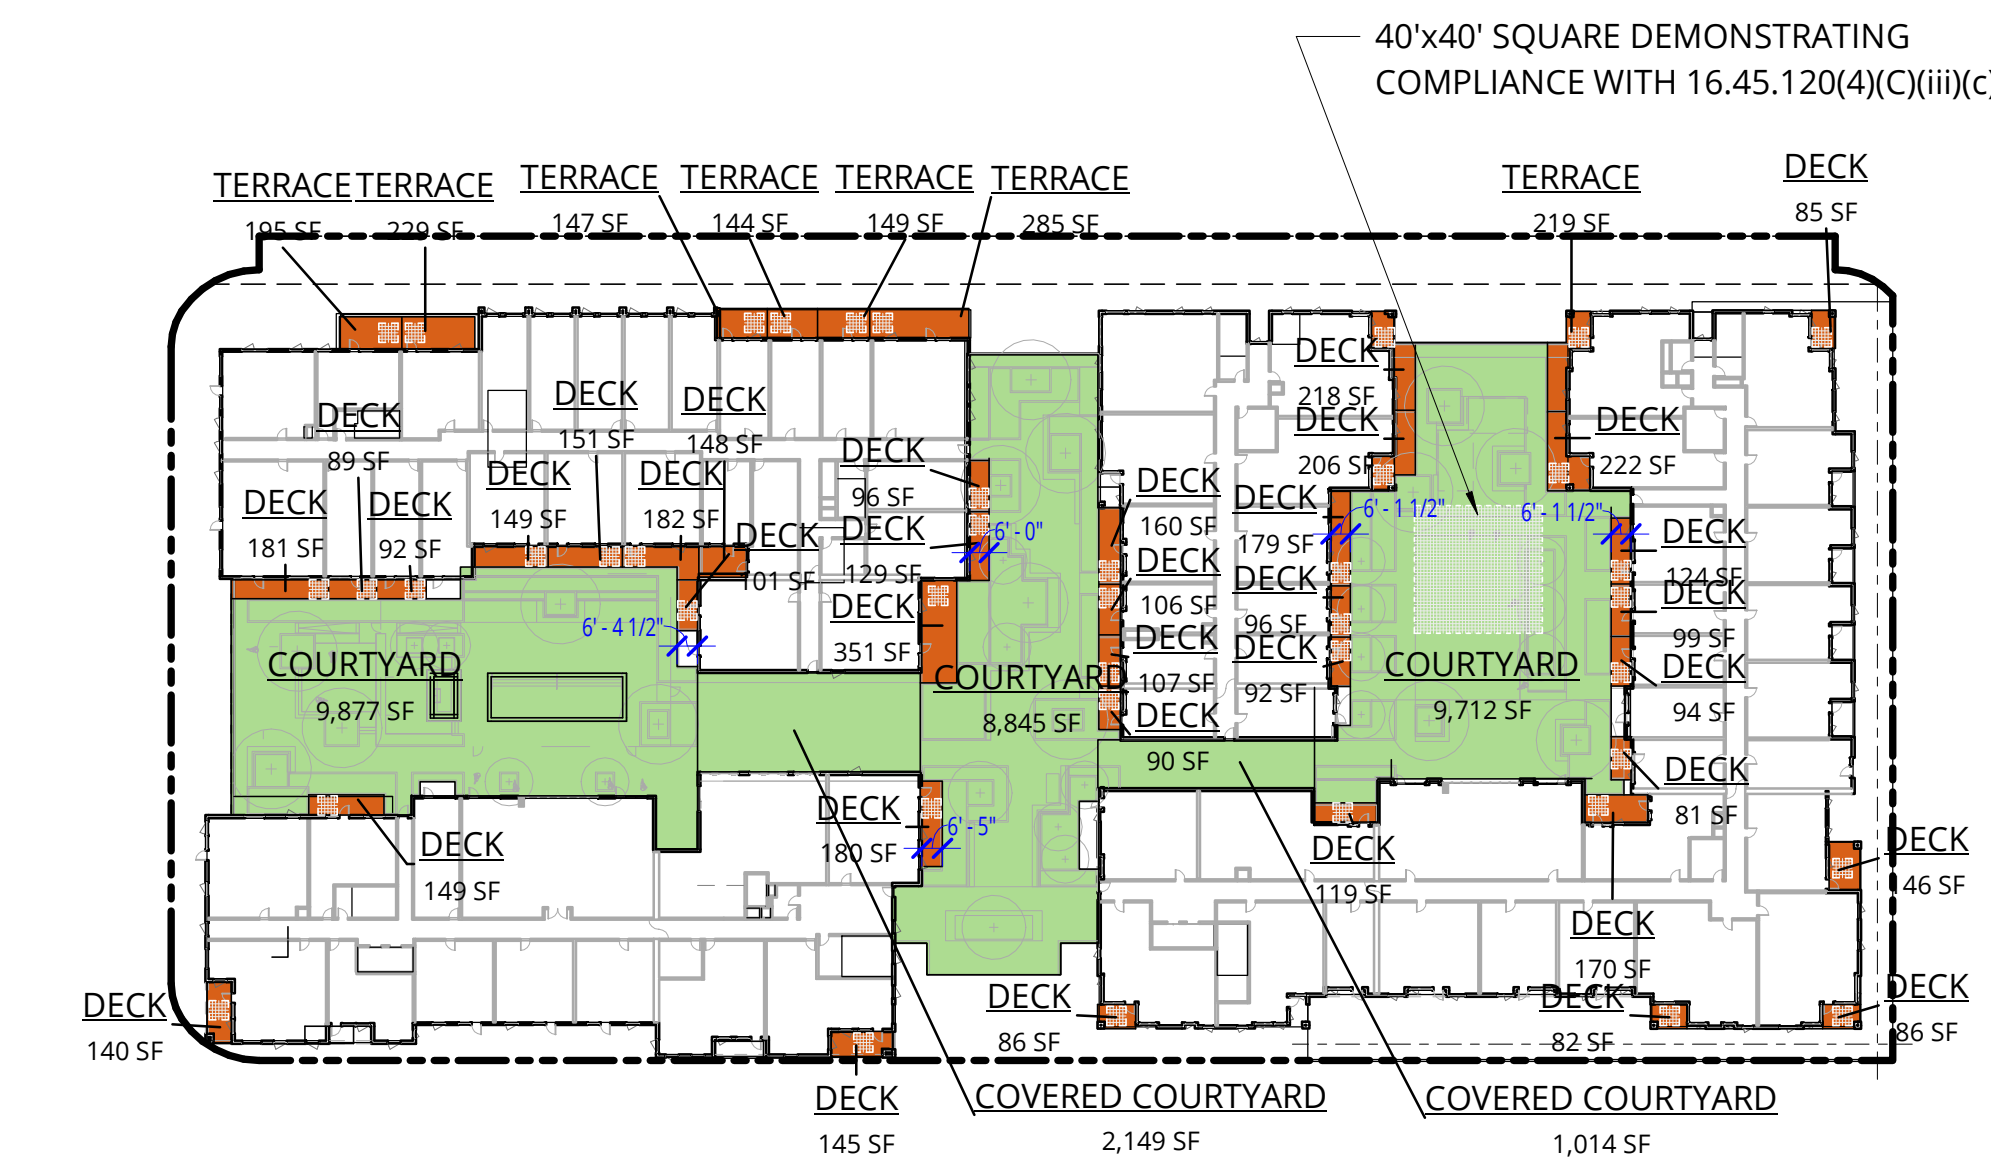 40'x40' SQUARE DEMONSTRATING
COMPLIANCE WITH 16.45.120(4)(C)(iii)(c)
TERRACE
195 SF
TERRACE
229 SF
TERRACE
147 SF
TERRACE
144 SF
TERRACE
149 SF
TERRACE
285 SF
TERRACE
219 SF
DECK
85 SF
DECK
89 SF
DECK
151 SF
DECK
148 SF
DECK
181 SF
DECK
92 SF
DECK
149 SF
DECK
182 SF
DECK
101 SF
DECK
96 SF
DECK
129 SF
DECK
351 SF
6' - 0"
6' - 4 1/2"
DECK
218 SF
DECK
206 SF
DECK
222 SF
DECK
160 SF
DECK
106 SF
DECK
107 SF
DECK
90 SF
DECK
179 SF
DECK
96 SF
DECK
92 SF
6' - 1 1/2"
6' - 1 1/2"
DECK
124 SF
DECK
99 SF
DECK
94 SF
DECK
81 SF
COURTYARD
9,877 SF
COURTYARD
8,845 SF
COURTYARD
9,712 SF
DECK
149 SF
DECK
180 SF
6' - 5"
DECK
119 SF
DECK
170 SF
DECK
46 SF
DECK
140 SF
DECK
86 SF
DECK
82 SF
DECK
86 SF
DECK
145 SF
COVERED COURTYARD
2,149 SF
COVERED COURTYARD
1,014 SF